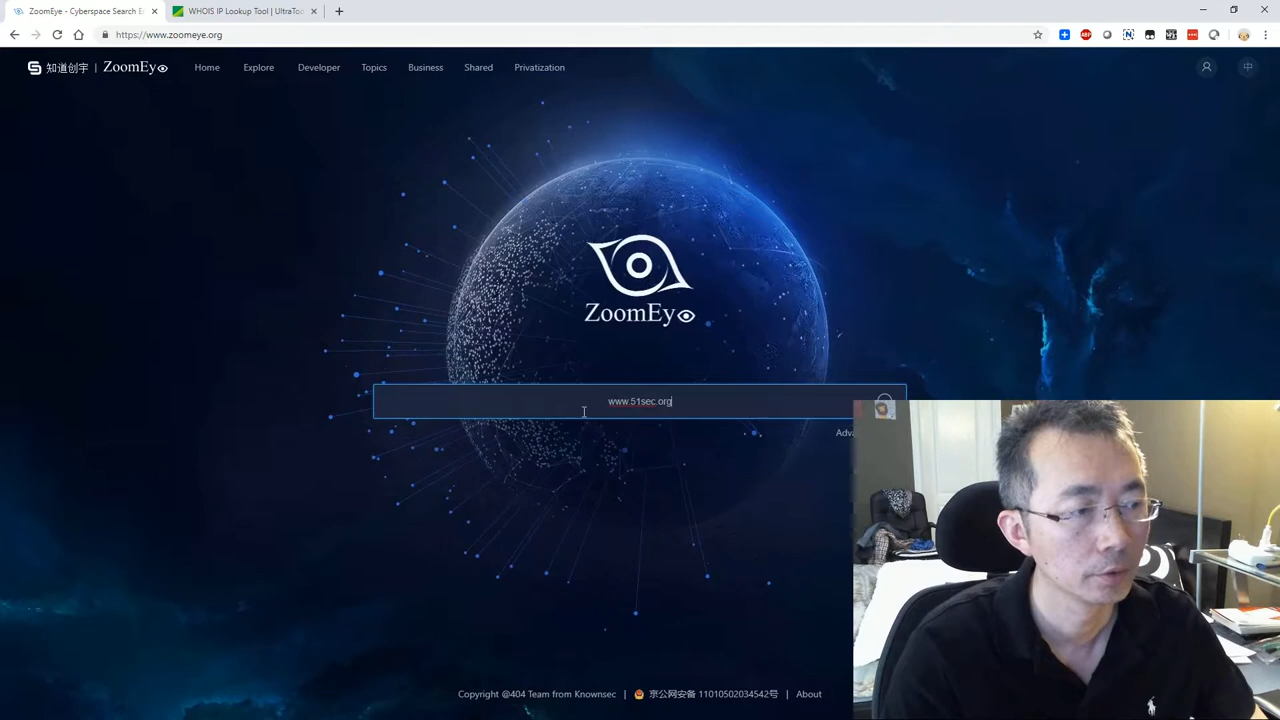 ZoomEye - Cyberspace Search E
WHOIS IP Lookup Tool | UltraToo
https://www.zoomeye.org
ABP
N
知道创宇 | ZoomEye
Home
Explore
Developer
Topics
Business
Shared
Privatization
中
ZoomEye
www.51sec.org
Adva
Copyright @404 Team from Knownsec | 京公网安备 11010502034542号 | About